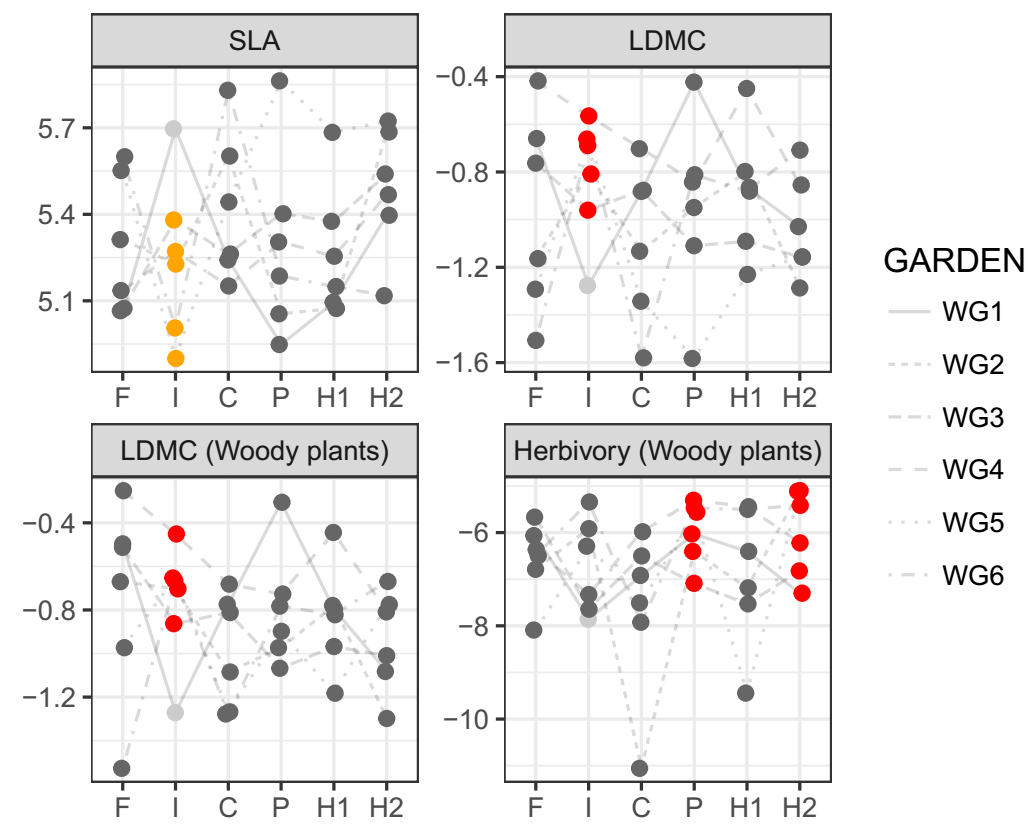 SLA
LDMC
5.7
5.4
5.1
−0.4
−0.8
−1.2
−1.6
F I C P H1 H2
F I C P H1 H2
LDMC (Woody plants)
Herbivory (Woody plants)
−0.4
−0.8
−1.2
−6
−8
−10
F I C P H1 H2
F I C P H1 H2
GARDEN
WG1
WG2
WG3
WG4
WG5
WG6